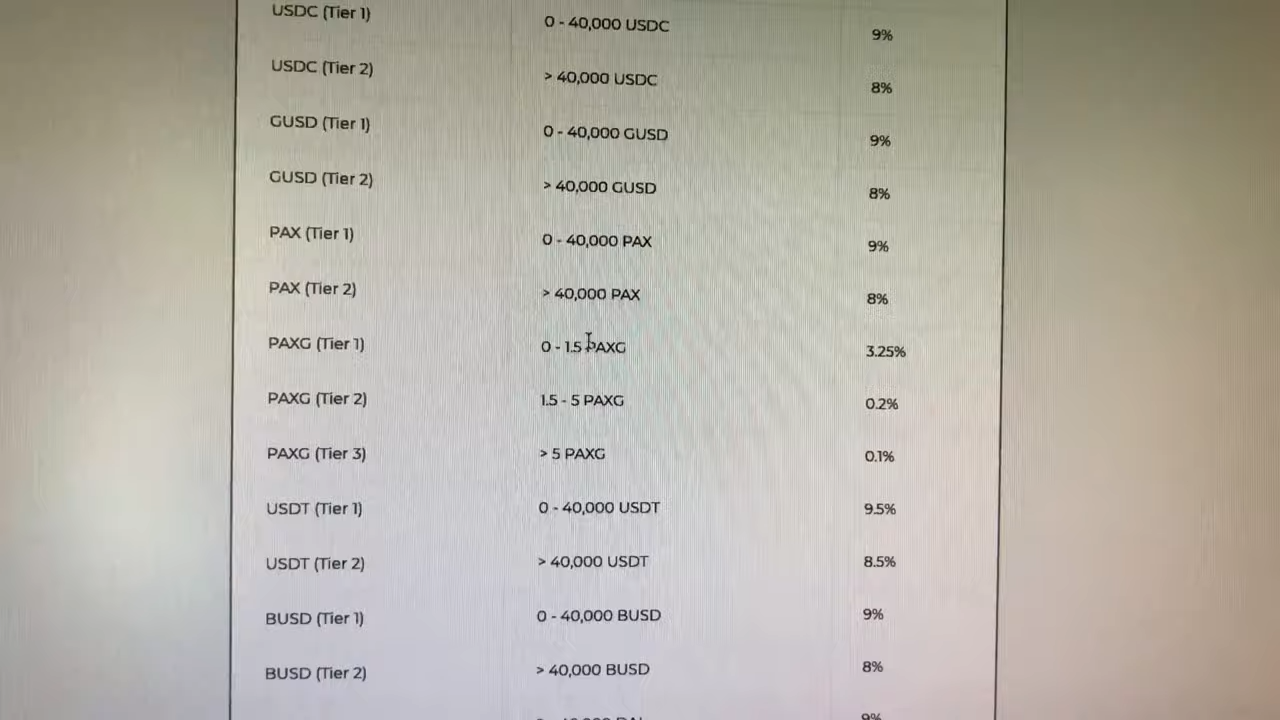 USDC (Tier 1) 0 - 40,000 USDC 9%
USDC (Tier 2) > 40,000 USDC 8%
GUSD (Tier 1) 0 - 40,000 GUSD 9%
GUSD (Tier 2) > 40,000 GUSD 8%
PAX (Tier 1) 0 - 40,000 PAX 9%
PAX (Tier 2) > 40,000 PAX 8%
PAXG (Tier 1) 0 - 1.5 PAXG 3.25%
PAXG (Tier 2) 1.5 - 5 PAXG 0.2%
PAXG (Tier 3) > 5 PAXG 0.1%
USDT (Tier 1) 0 - 40,000 USDT 9.5%
USDT (Tier 2) > 40,000 USDT 8.5%
BUSD (Tier 1) 0 - 40,000 BUSD 9%
BUSD (Tier 2) > 40,000 BUSD 8%